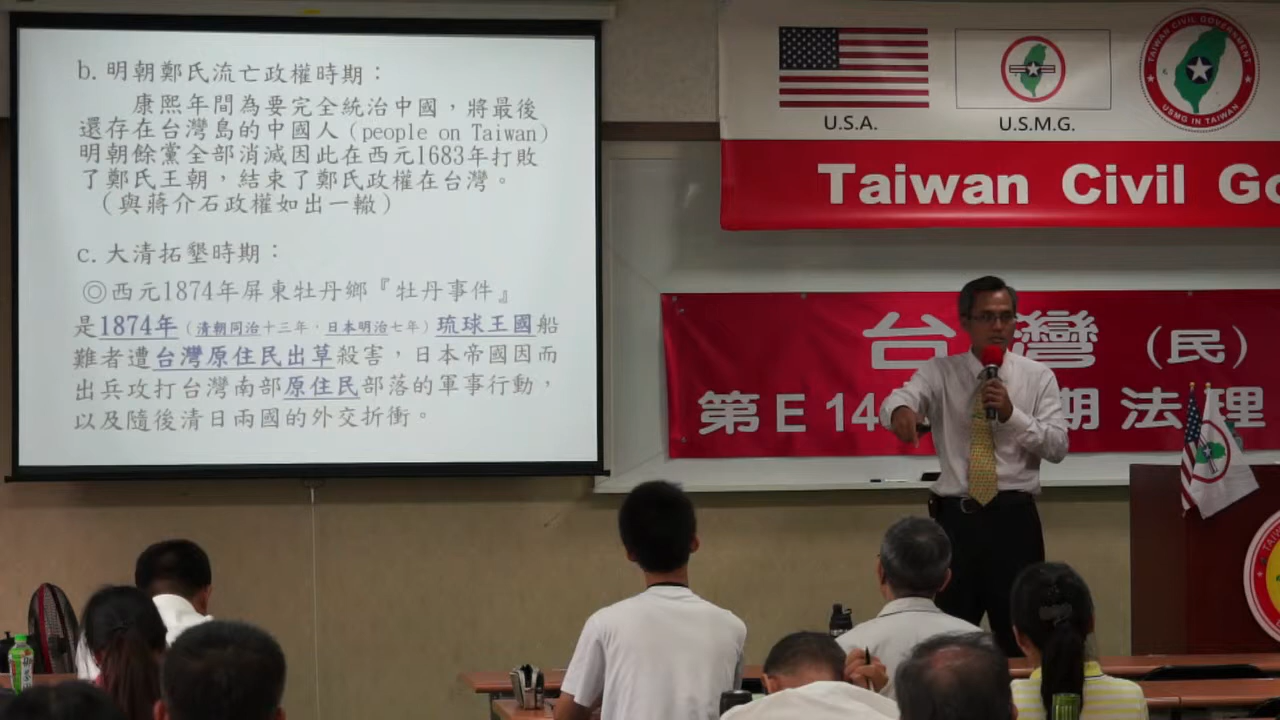 b. 明朝鄭氏流亡政權時期：
康熙年間為要完全統治中國，將最後
還存在台灣島的中國人 (people on Taiwan)
明朝餘黨全部消滅因此在西元1683年打敗
了鄭氏王朝，結束了鄭氏政權在台灣。
（與蔣介石政權如出一轍）
c. 大清拓墾時期：
◎西元1874年屏東牡丹鄉『牡丹事件』
是1874年（清朝同治十三年，日本明治七年）琉球王國船
難者遭台灣原住民出草殺害，日本帝國因而
出兵攻打台灣南部原住民部落的軍事行動，
以及隨後清日兩國的外交折衝。
U.S.A.
U.S.M.G.
TAIWAN CIVIL GOVERNMENT
USMG IN TAIWAN
Taiwan Civil Go
台灣（民）
第E14 期法理